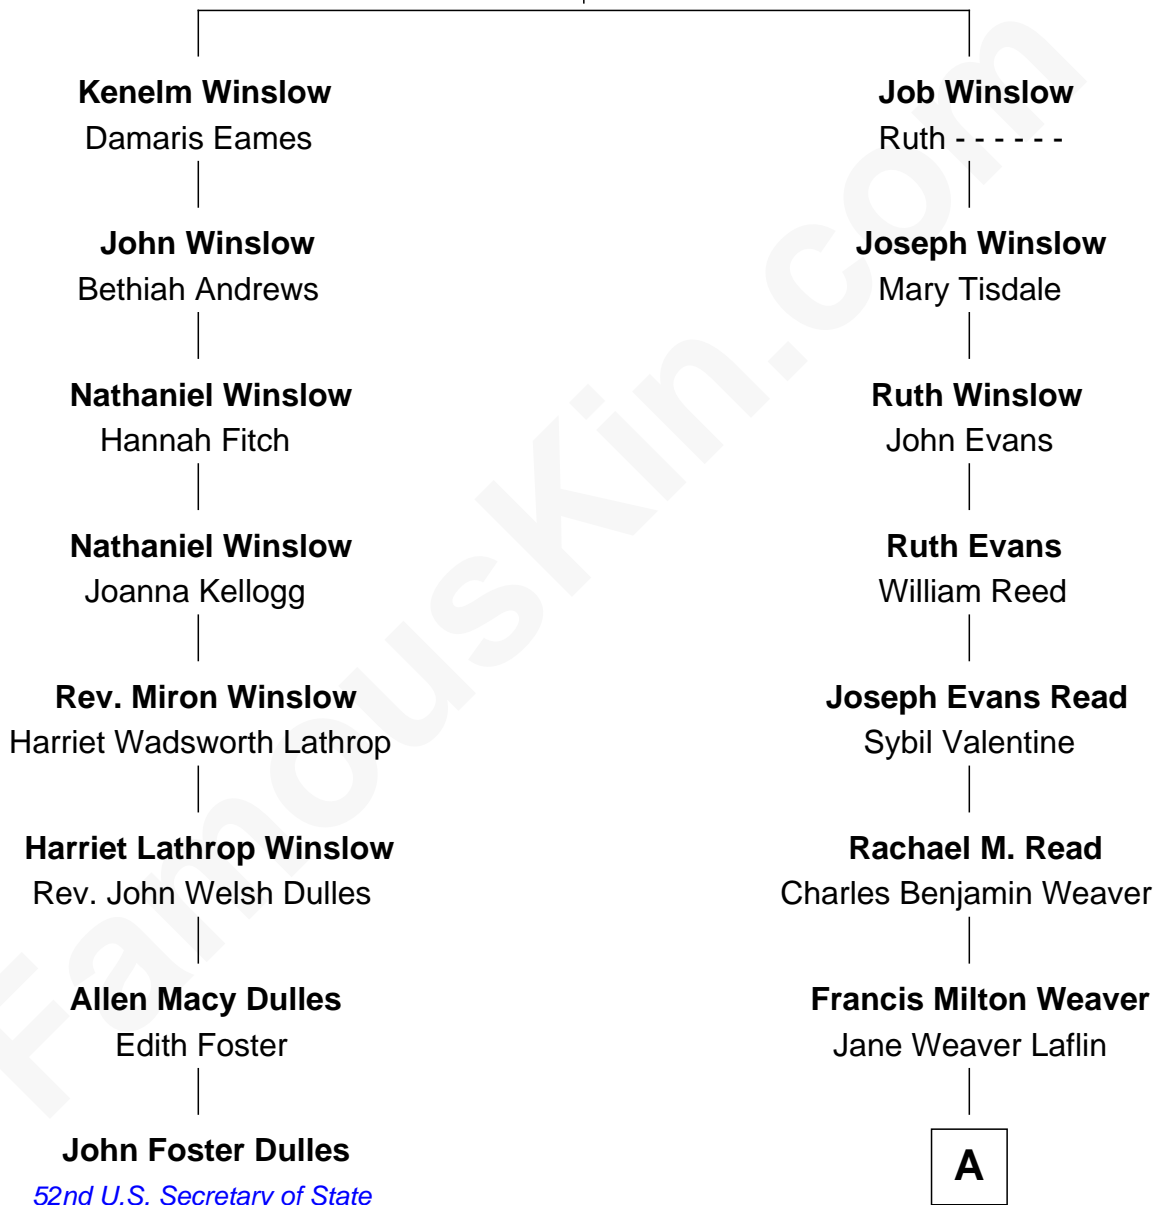 Kenelm Winslow
Damaris Eames
John Winslow
Bethiah Andrews
Nathaniel Winslow
Hannah Fitch
Nathaniel Winslow
Joanna Kellogg
Rev. Miron Winslow
Harriet Wadsworth Lathrop
Harriet Lathrop Winslow
Rev. John Welsh Dulles
Allen Macy Dulles
Edith Foster
John Foster Dulles
52nd U.S. Secretary of State
Job Winslow
Ruth - - - - - -
Joseph Winslow
Mary Tisdale
Ruth Winslow
John Evans
Ruth Evans
William Reed
Joseph Evans Read
Sybil Valentine
Rachael M. Read
Charles Benjamin Weaver
Francis Milton Weaver
Jane Weaver Laflin
A
FamousKin.com